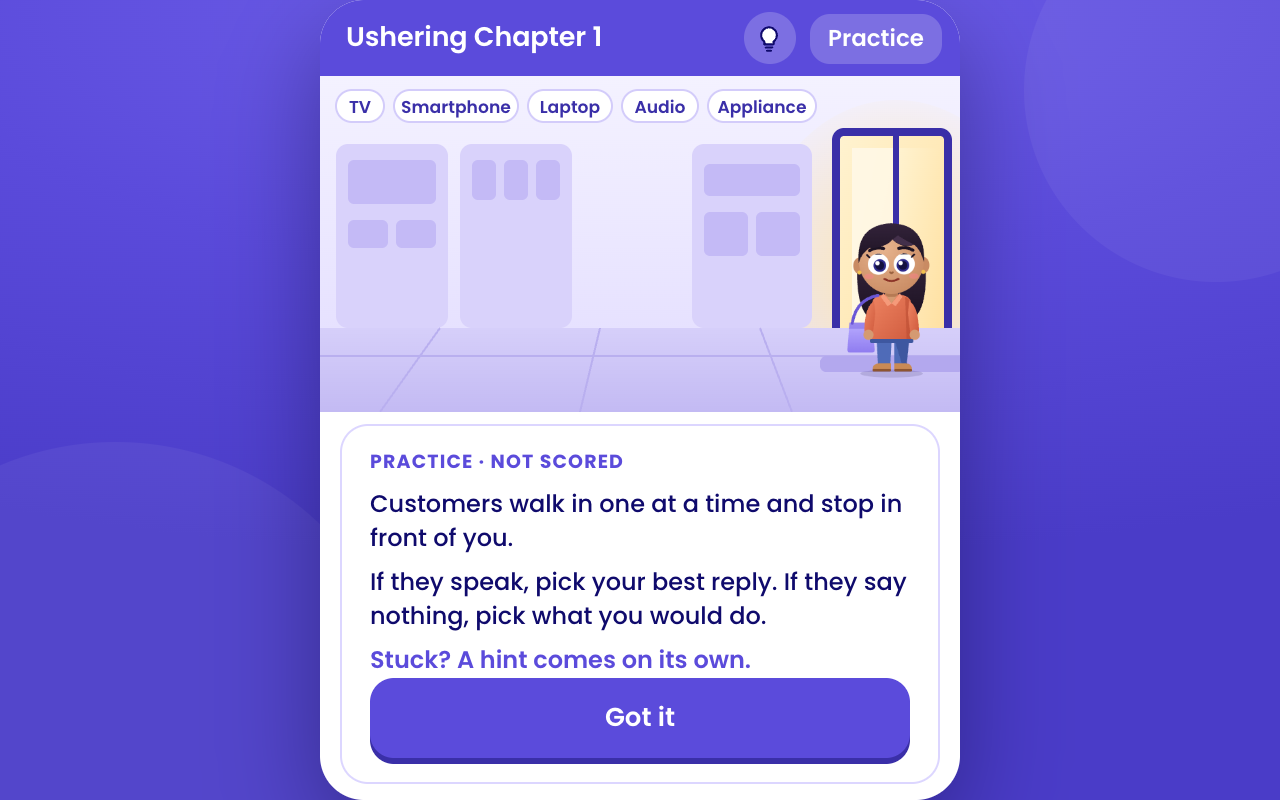 Ushering Chapter 1
Practice
TV
Smartphone
Laptop
Audio
Appliance
PRACTICE · NOT SCORED
Customers walk in one at a time and stop in
front of you.
If they speak, pick your best reply. If they say
nothing, pick what you would do.
Stuck? A hint comes on its own.
Got it